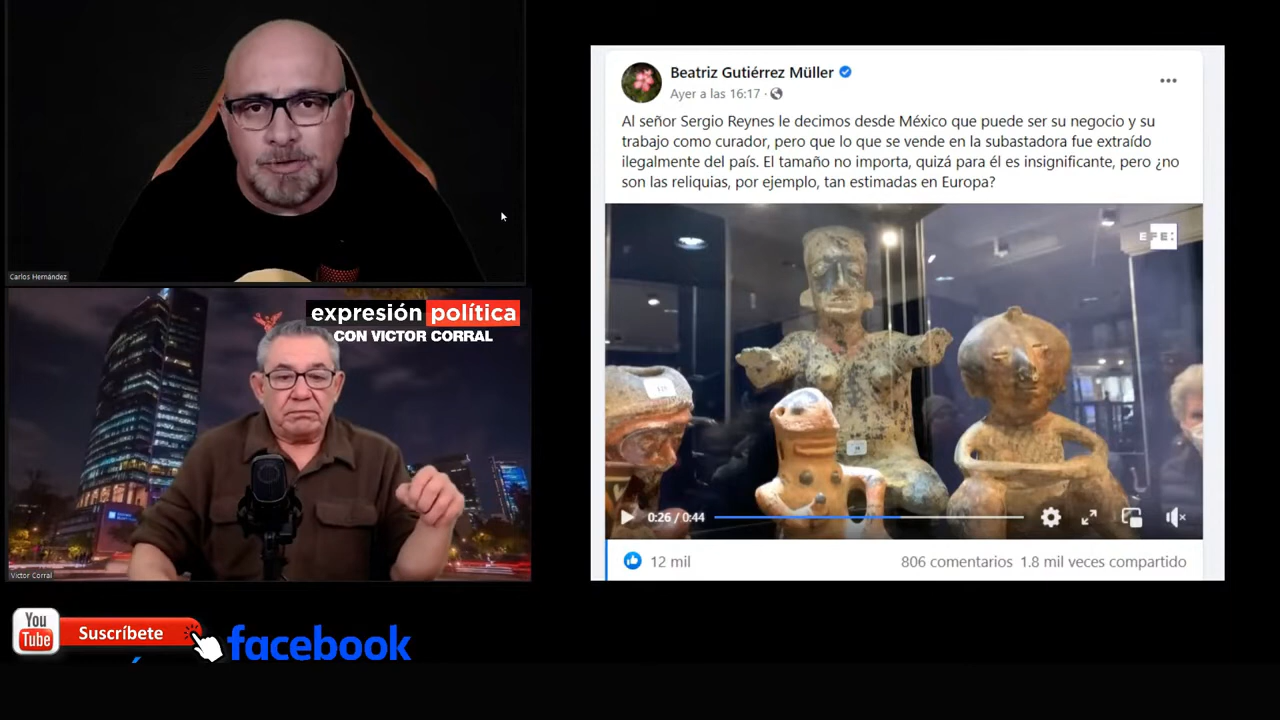 Carlos Hernández
expresión política
CON VICTOR CORRAL
Victor Corral
You
Tube
Suscríbete
facebook
Beatriz Gutiérrez Müller
Ayer a las 16:17 ·
Al señor Sergio Reynes le decimos desde México que puede ser su negocio y su
trabajo como curador, pero que lo que se vende en la subastadora fue extraído
ilegalmente del país. El tamaño no importa, quizá para él es insignificante, pero ¿no
son las reliquias, por ejemplo, tan estimadas en Europa?
EFE:
0:26 / 0:44
12 mil
806 comentarios 1.8 mil veces compartido